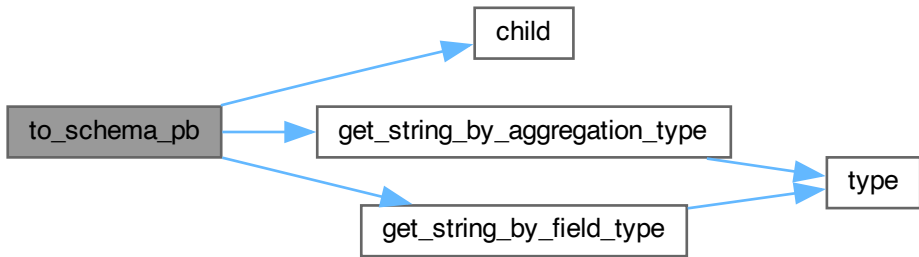 child
to_schema_pb
get_string_by_aggregation_type
type
get_string_by_field_type